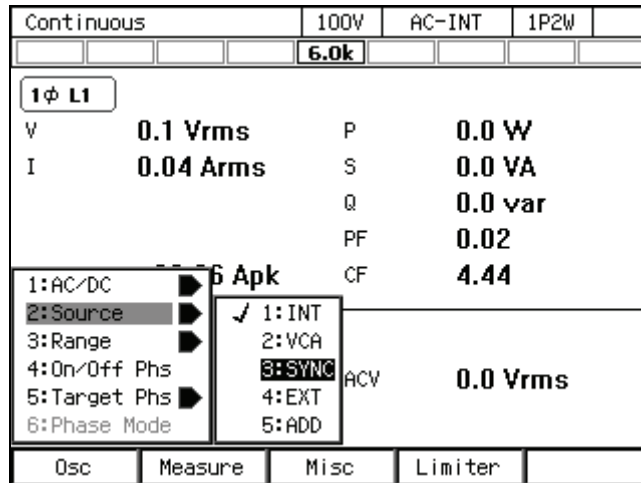 Continuous 100V AC-INT 1P2W
6.0k
1ϕ L1
V 0.1 Vrms P 0.0 W
I 0.04 Arms S 0.0 VA
Q 0.0 var
PF 0.02
Apk CF 4.44
1:AC/DC
2:Source ✓ 1:INT
3:Range 2:VCA
4:On/Off Phs 3:SYNC ACV 0.0 Vrms
5:Target Phs 4:EXT
6:Phase Mode 5:ADD
Osc Measure Misc Limiter